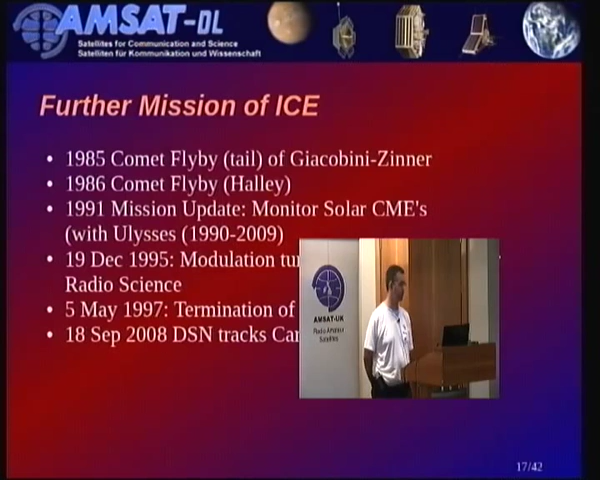 AMSAT-DL
Satellites for Communication and Science
Satelliten für Kommunikation und Wissenschaft
Further Mission of ICE
• 1985 Comet Flyby (tail) of Giacobini-Zinner
• 1986 Comet Flyby (Halley)
• 1991 Mission Update: Monitor Solar CME's
(with Ulysses (1990-2009)
• 19 Dec 1995: Modulation tur
Radio Science
• 5 May 1997: Termination of
• 18 Sep 2008 DSN tracks Car
AMSAT-UK
Radio Amateur
Satellites
17/42